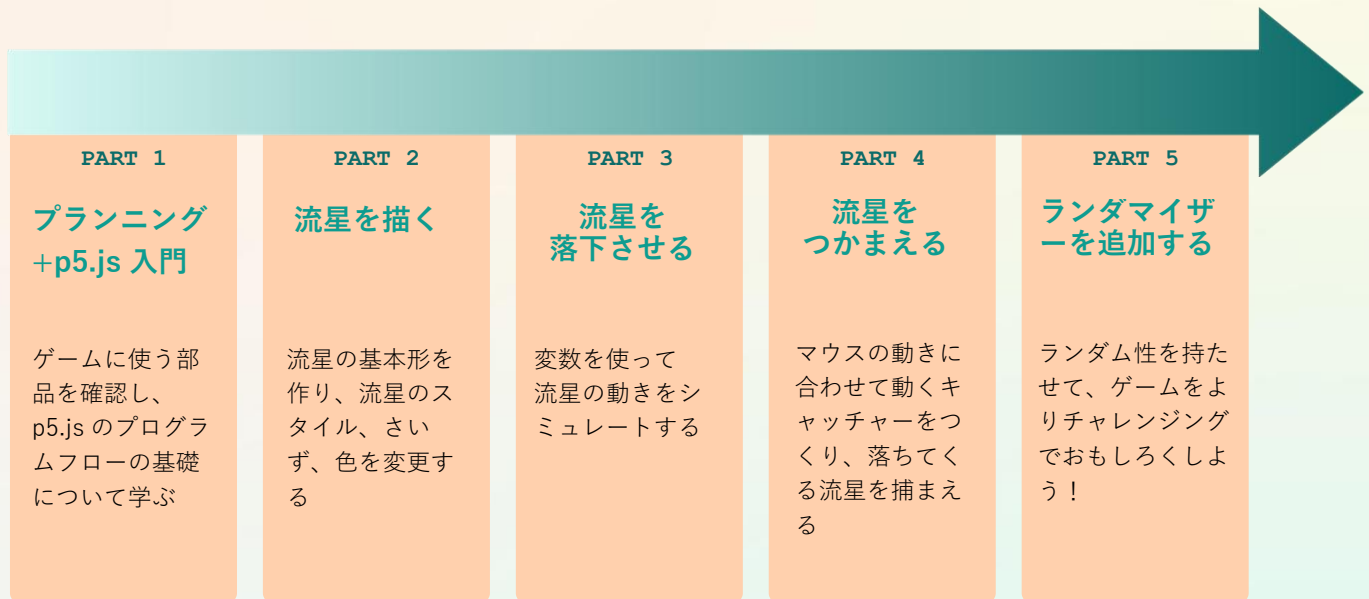 PART 1
プランニング
+p5.js 入門
ゲームに使う部
品を確認し、
p5.js のプログラ
ムフローの基礎
について学ぶ
PART 2
流星を描く
流星の基本形を
作り、流星のス
タイル、さい
ず、色を変更す
る
PART 3
流星を
落下させる
変数を使って
流星の動きをシ
ミュレートする
PART 4
流星を
つかまえる
マウスの動きに
合わせて動くキ
ャッチャーをつ
くり、落ちてく
る流星を捕まえ
る
PART 5
ランダマイザ
ーを追加する
ランダム性を持た
せて、ゲームをよ
りチャレンジング
でおもしろくしよ
う！